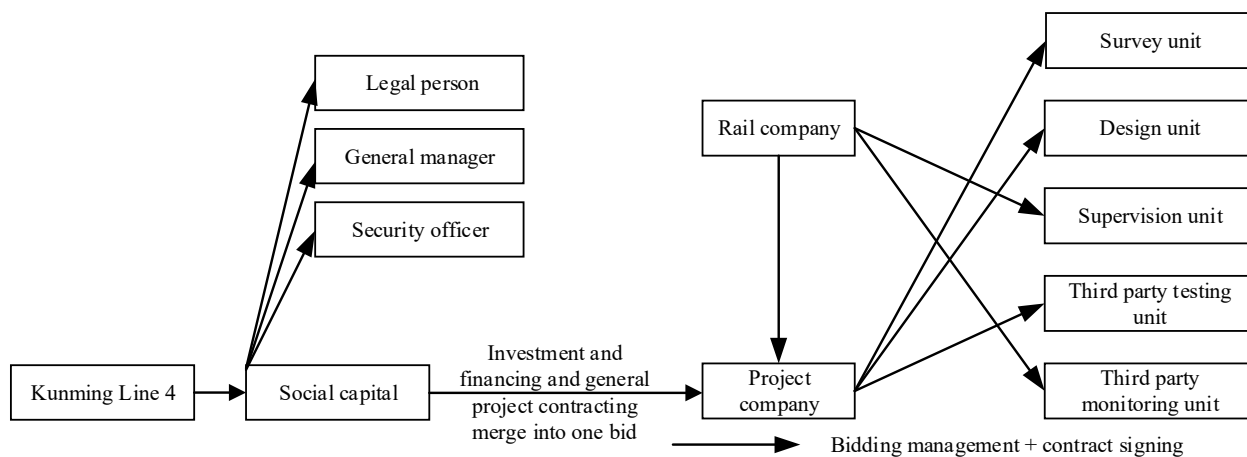 Legal person
General manager
Security officer
Kunming Line 4
Social capital
Investment and
financing and general
project contracting
merge into one bid
Rail company
Project
company
Survey unit
Design unit
Supervision unit
Third party testing
unit
Third party
monitoring unit
Bidding management + contract signing